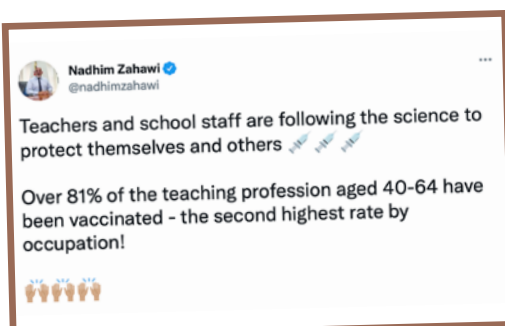 Nadhim Zahawi
@nadhimzahawi
Teachers and school staff are following the science to
protect themselves and others 💉💉💉
Over 81% of the teaching profession aged 40-64 have
been vaccinated - the second highest rate by
occupation!
🙌🏽🙌🏽🙌🏽